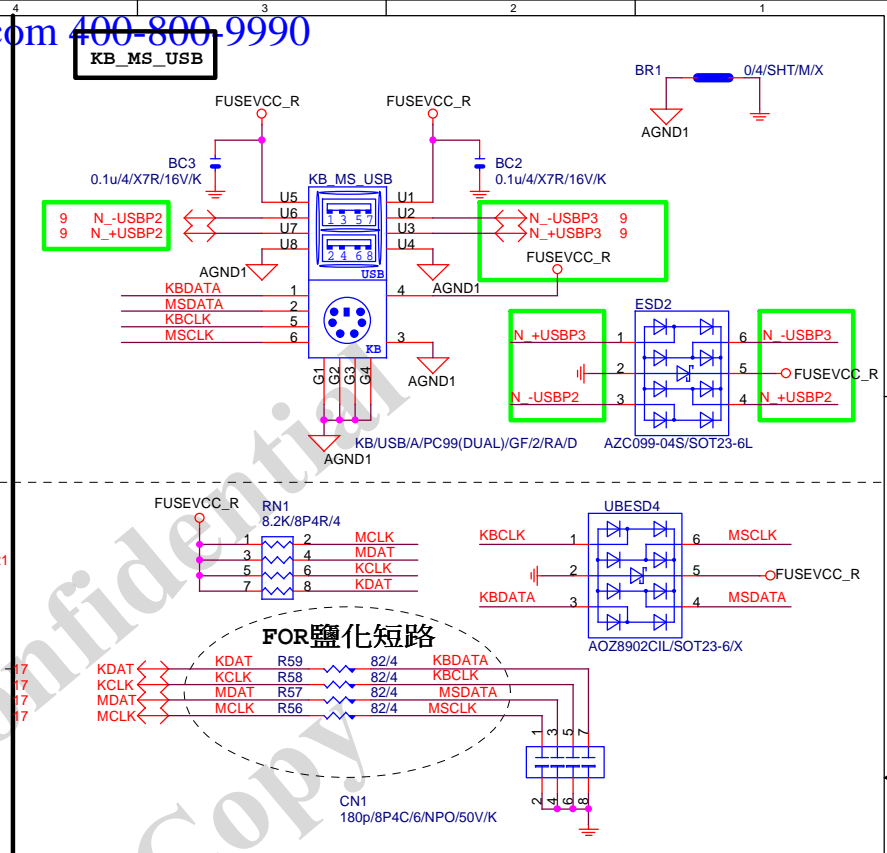 4 3 2 1
com 400-800-9990
KB_MS_USB
BR1 0/4/SHT/M/X
AGND1
FUSEVCC_R FUSEVCC_R
BC3
0.1u/4/X7R/16V/K
BC2
0.1u/4/X7R/16V/K
KB_MS_USB
U5 U1
U6 U2
U7 U3
U8 U4
1 3 5 7
2 4 6 8
USB
9 N_-USBP2
9 N_+USBP2
N_-USBP3 9
N_+USBP3 9
FUSEVCC_R
AGND1
AGND1
KBDATA 1 4
MSDATA 2
KBCLK 5
MSCLK 6 3
KB
G1 G2 G3 G4
AGND1
AGND1
KB/USB/A/PC99(DUAL)/GF/2/RA/D
ESD2
N_+USBP3 1 6 N_-USBP3
2 5 FUSEVCC_R
N_-USBP2 3 4 N_+USBP2
AZC099-04S/SOT23-6L
FUSEVCC_R
RN1
8.2K/8P4R/4
1 2 MCLK
3 4 MDAT
5 6 KCLK
7 8 KDAT
UBESD4
KBCLK 1 6 MSCLK
2 5 FUSEVCC_R
KBDATA 3 4 MSDATA
AOZ8902CIL/SOT23-6/X
FOR鹽化短路
17 KDAT KDAT R59 82/4 KBDATA
17 KCLK KCLK R58 82/4 KBCLK
17 MDAT MDAT R57 82/4 MSDATA
17 MCLK MCLK R56 82/4 MSCLK
1 3 5 7
2 4 6 8
CN1
180p/8P4C/6/NPO/50V/K
onfidential
Copy